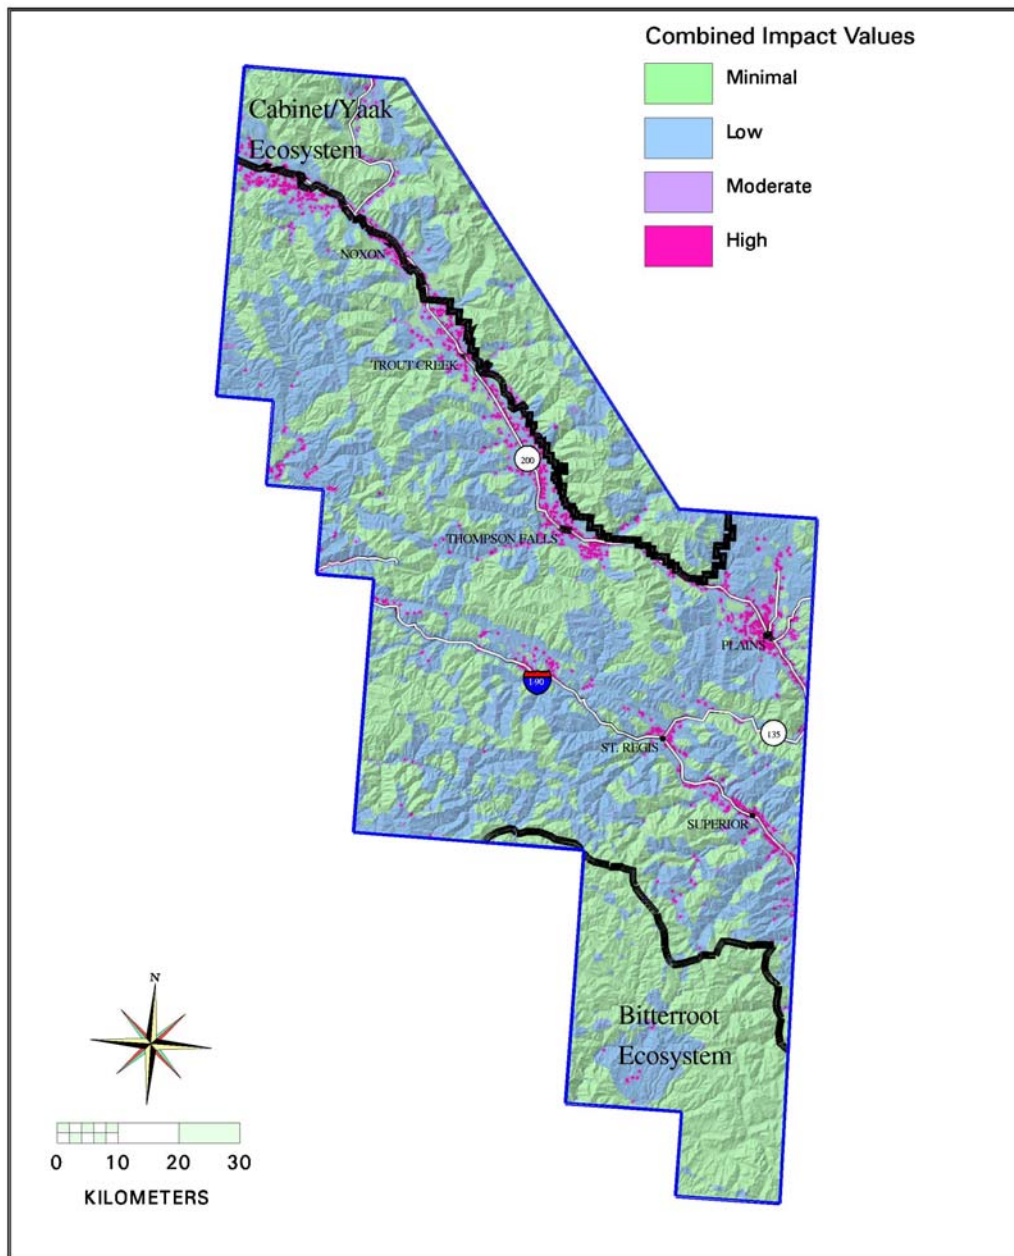 Combined Impact Values
Minimal
Low
Moderate
High
Cabinet/Yaak
Ecosystem
NOXON
TROUT CREEK
200
THOMPSON FALLS
PLAINS
I-90
135
ST. REGIS
SUPERIOR
Bitterroot
Ecosystem
N
0 10 20 30
KILOMETERS